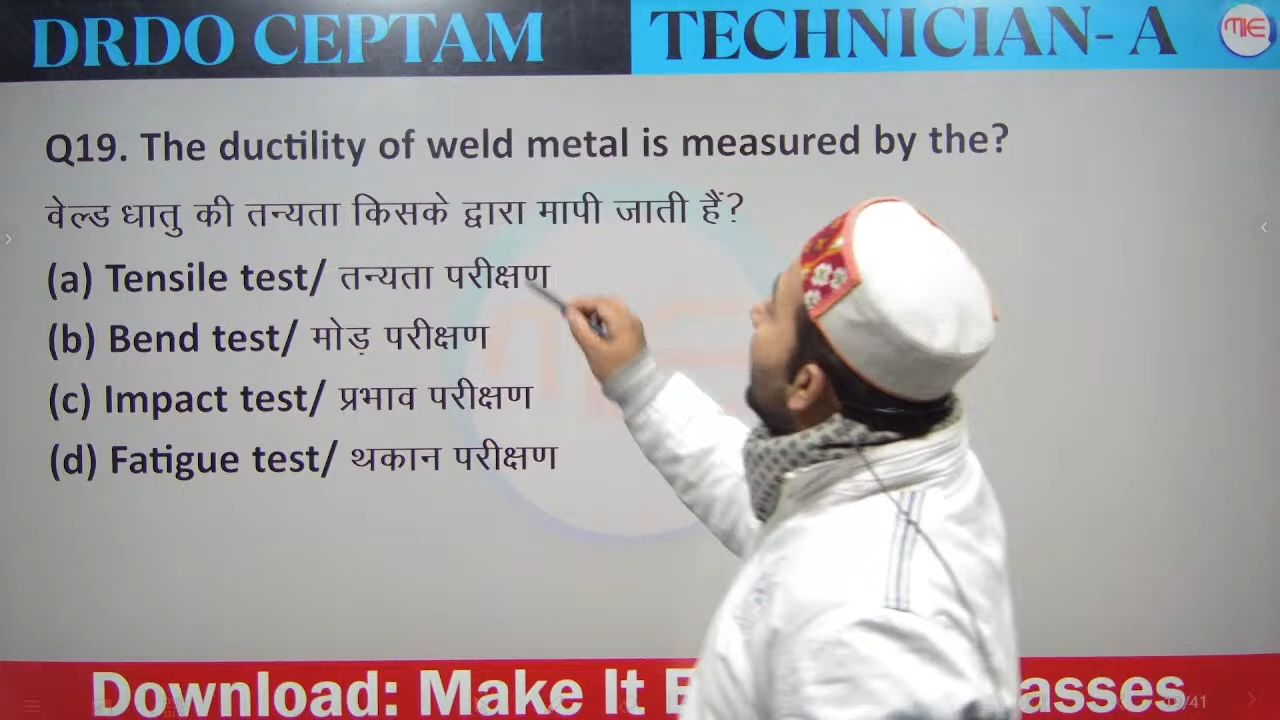 DRDO CEPTAM TECHNICIAN- A
MIE
Q19. The ductility of weld metal is measured by the?
वेल्ड धातु की तन्यता किसके द्वारा मापी जाती हैं?
(a) Tensile test/ तन्यता परीक्षण
(b) Bend test/ मोड़ परीक्षण
(c) Impact test/ प्रभाव परीक्षण
(d) Fatigue test/ थकान परीक्षण
Download: Make It